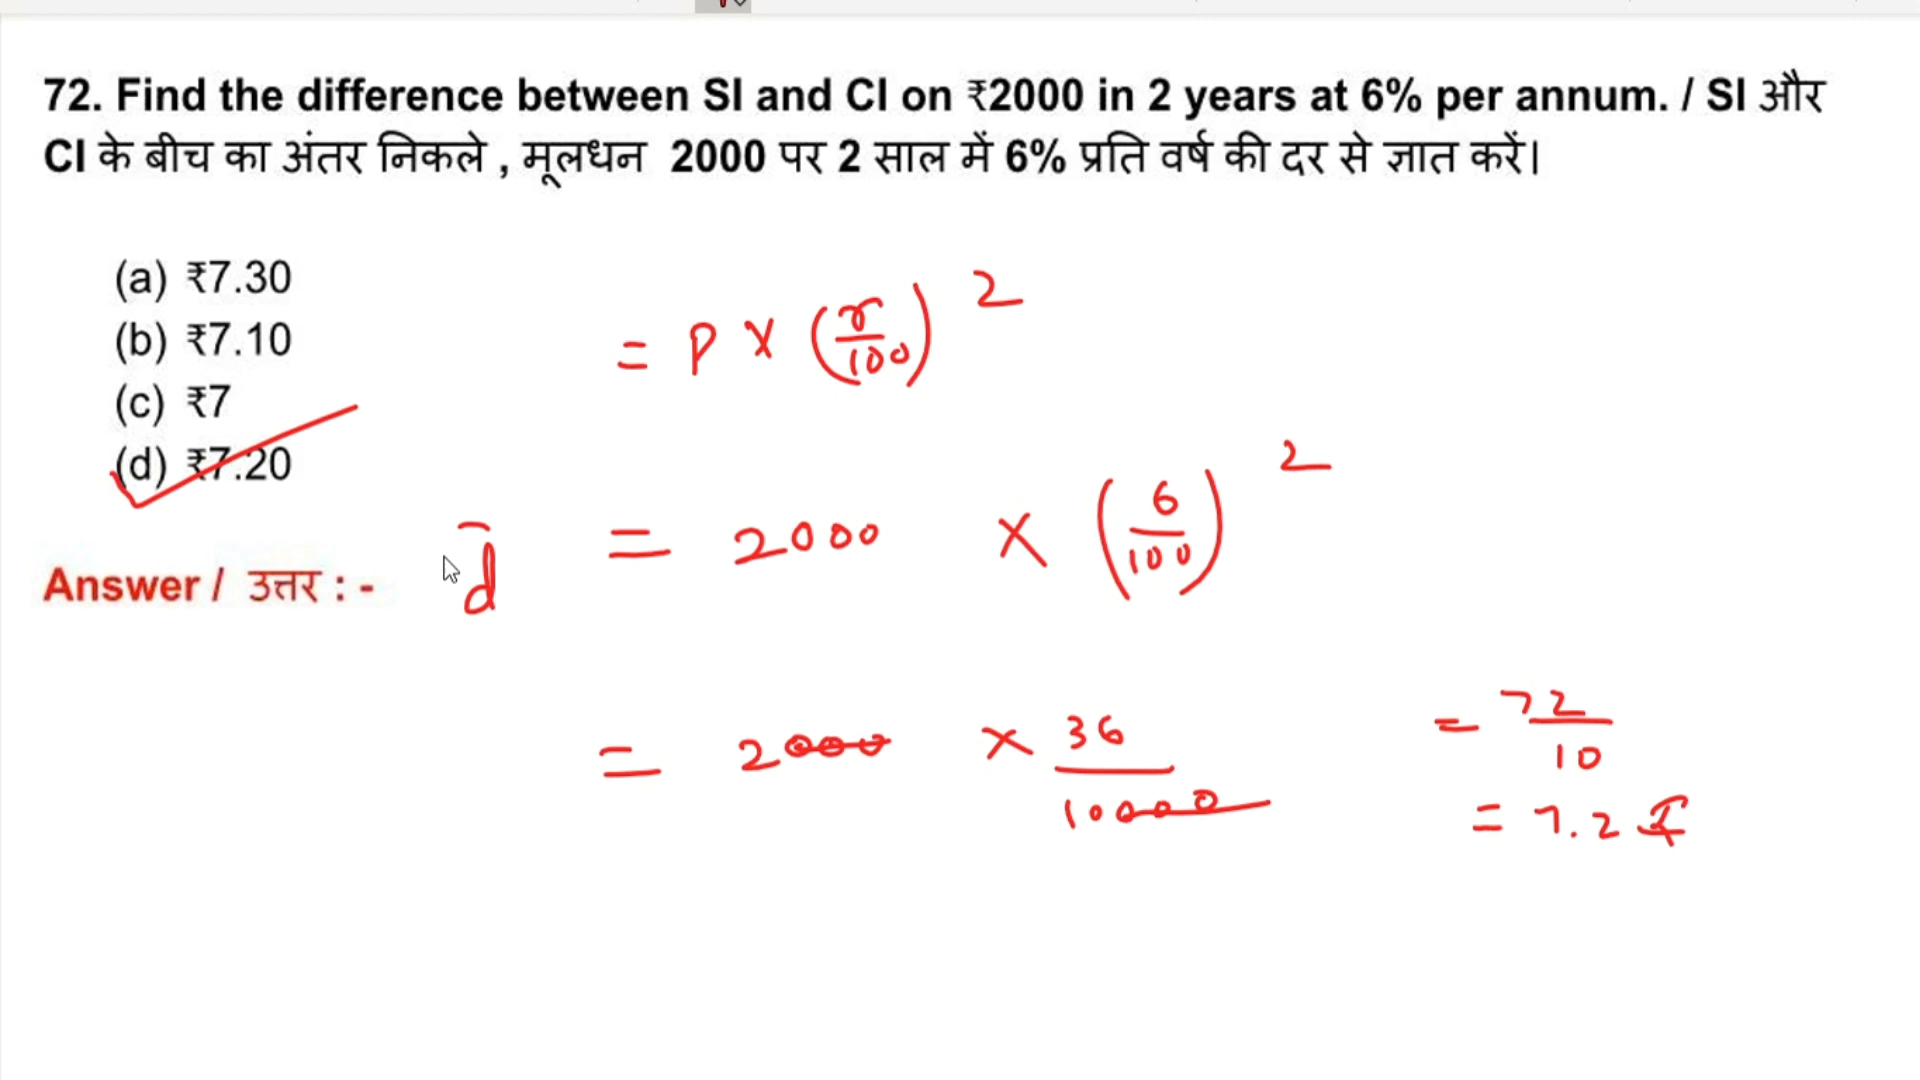 72. Find the difference between SI and CI on ₹2000 in 2 years at 6% per annum. / SI और
CI के बीच का अंतर निकले , मूलधन 2000 पर 2 साल में 6% प्रति वर्ष की दर से ज्ञात करें।
(a) ₹7.30
(b) ₹7.10
(c) ₹7
(d) ₹7.20
= P × (r/100)²
Answer / उत्तर : - d
= 2000 × (6/100)²
= 2000 × 36/10000
= 72/10
= 7.2 ₹